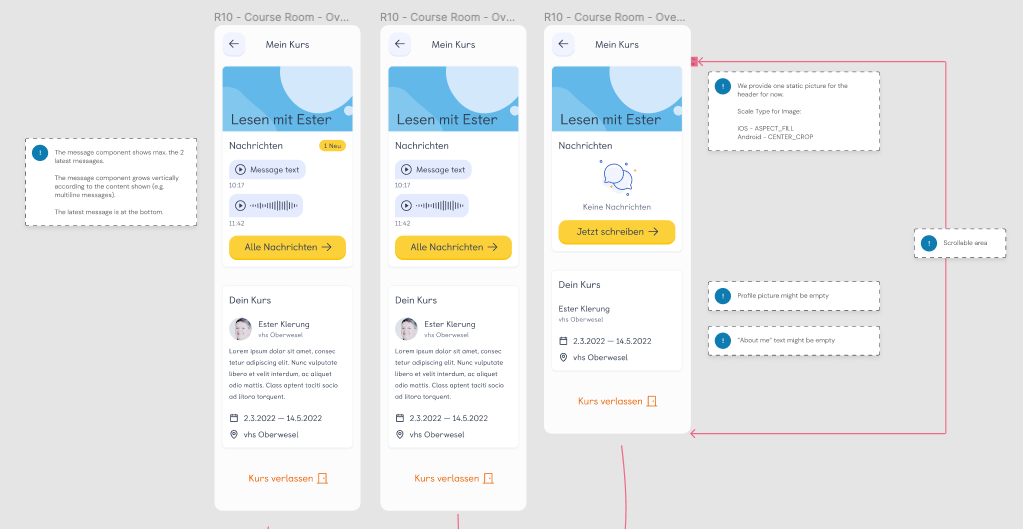 R10 - Course Room - Ov...
R10 - Course Room - Ov...
R10 - Course Room - Ove...
The message component shows max. the 2
latest messages.
The message component grows vertically
according to the content shown (e.g.
multiline messages).
The latest message is at the bottom.
Mein Kurs
Lesen mit Ester
Nachrichten
1 Neu
Message text
10:17
11:42
Alle Nachrichten
Dein Kurs
Ester Klerung
vhs Oberwesel
Lorem ipsum dolor sit amet, consec
tetur adipiscing elit. Nunc vulputate
libero et velit interdum, ac aliquet
odio mattis. Class aptent taciti socio
ad litora torquent.
2.3.2022 — 14.5.2022
vhs Oberwesel
Kurs verlassen
Mein Kurs
Lesen mit Ester
Nachrichten
Message text
10:17
11:42
Alle Nachrichten
Dein Kurs
Ester Klerung
vhs Oberwesel
Lorem ipsum dolor sit amet, consec
tetur adipiscing elit. Nunc vulputate
libero et velit interdum, ac aliquet
odio mattis. Class aptent taciti socio
ad litora torquent.
2.3.2022 — 14.5.2022
vhs Oberwesel
Kurs verlassen
Mein Kurs
Lesen mit Ester
Nachrichten
Keine Nachrichten
Jetzt schreiben
Dein Kurs
Ester Klerung
vhs Oberwesel
2.3.2022 — 14.5.2022
vhs Oberwesel
Kurs verlassen
We provide one static picture for the
header for now.
Scale Type for Image:
iOS - ASPECT_FILL
Android - CENTER_CROP
Scrollable area
Profile picture might be empty
"About me" text might be empty